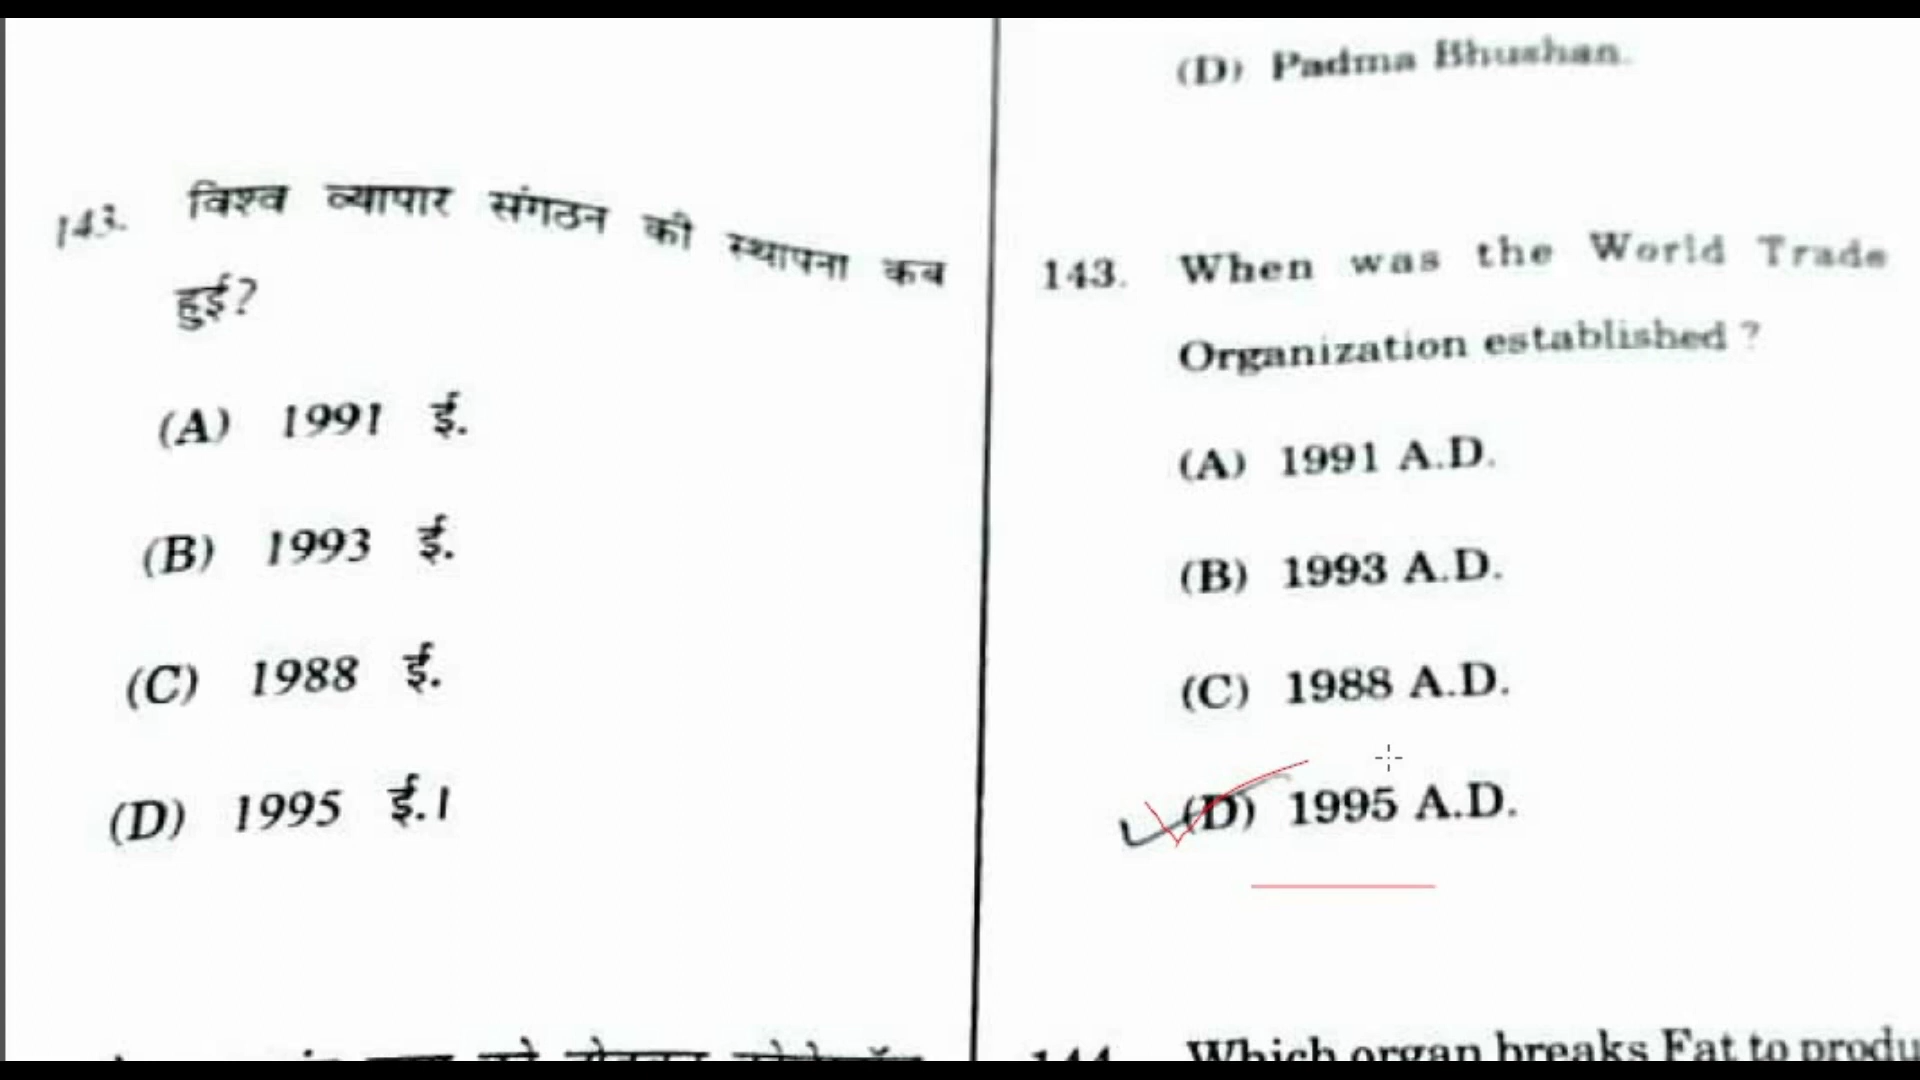 143. विश्व व्यापार संगठन की स्थापना कब
हुई?
(A) 1991 ई.
(B) 1993 ई.
(C) 1988 ई.
(D) 1995 ई.।
(D) Padma Bhushan.
143. When was the World Trade
Organization established ?
(A) 1991 A.D.
(B) 1993 A.D.
(C) 1988 A.D.
(D) 1995 A.D.
144. Which organ breaks Fat to produ